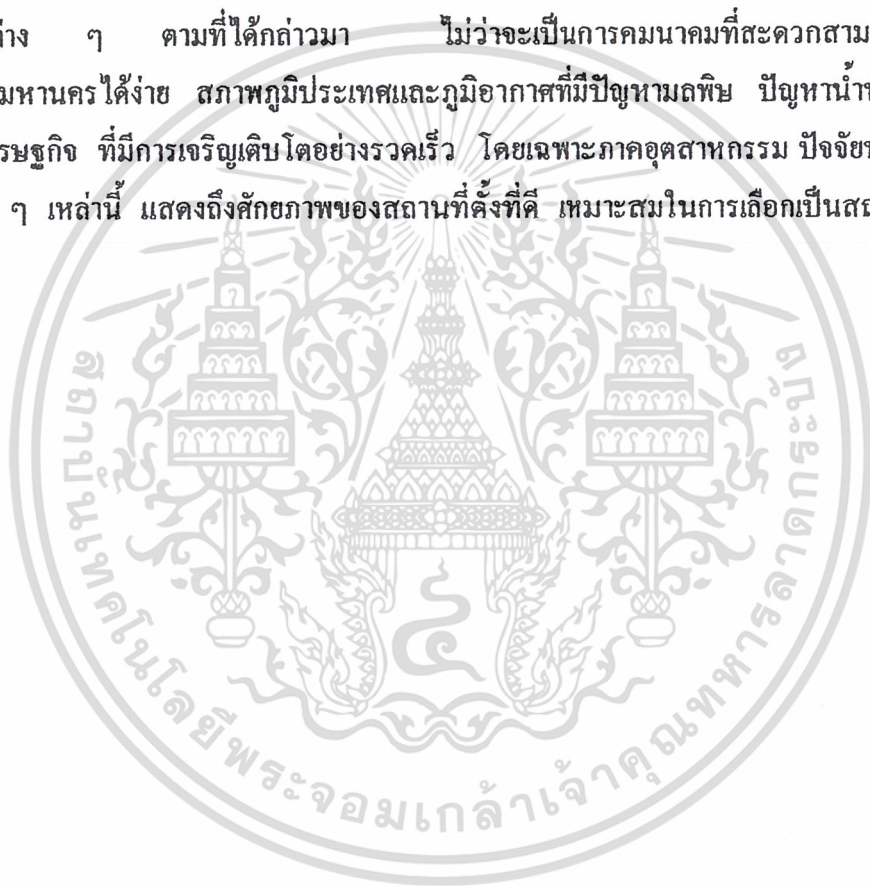 ต่าง ๆ ตามที่ได้กล่าวมา ไม่ว่าจะเป็นการคมนาคมที่สะดวกสาม
มหานครได้ง่าย สภาพภูมิประเทศและภูมิอากาศที่มีปัญหามลพิษ ปัญหาน้ำ
รษฐกิจ ที่มีการเจริญเติบโตอย่างรวดเร็ว โดยเฉพาะภาคอุตสาหกรรม ปัจจัย
ๆ เหล่านี้ แสดงถึงศักยภาพของสถานที่ตั้งที่ดี เหมาะสมในการเลือกเป็นสถ
สถาบันเทคโนโลยีพระจอมเกล้าเจ้าคุณทหารลาดกระบัง
๔